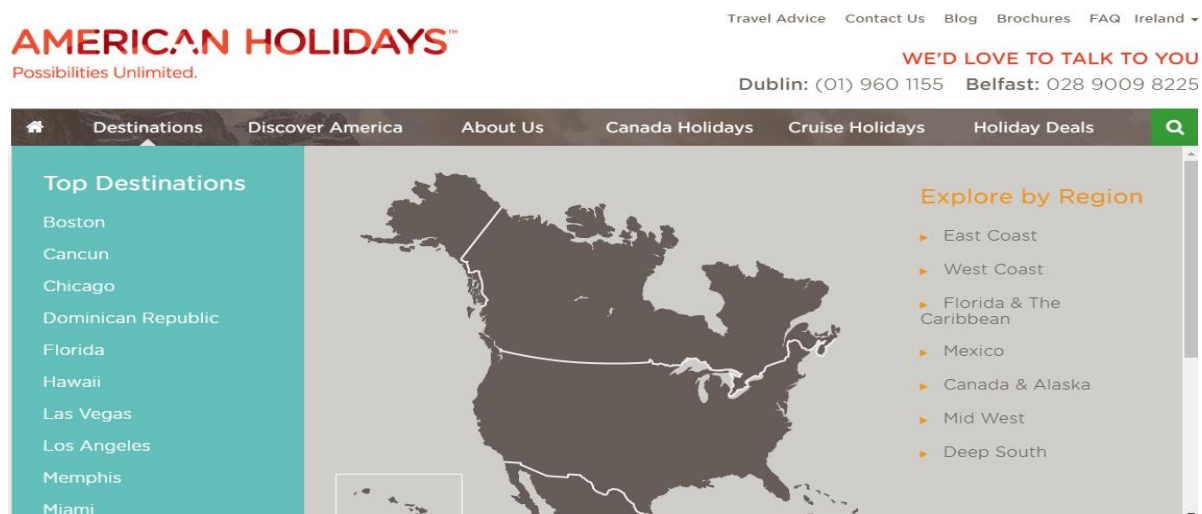 Travel Advice Contact Us Blog Brochures FAQ Ireland
AMERICAN HOLIDAYS™
Possibilities Unlimited.
WE'D LOVE TO TALK TO YOU
Dublin: (01) 960 1155 Belfast: 028 9009 8225
Destinations Discover America About Us Canada Holidays Cruise Holidays Holiday Deals
Top Destinations
Boston
Cancun
Chicago
Dominican Republic
Florida
Hawaii
Las Vegas
Los Angeles
Memphis
Miami
Explore by Region
East Coast
West Coast
Florida & The
Caribbean
Mexico
Canada & Alaska
Mid West
Deep South